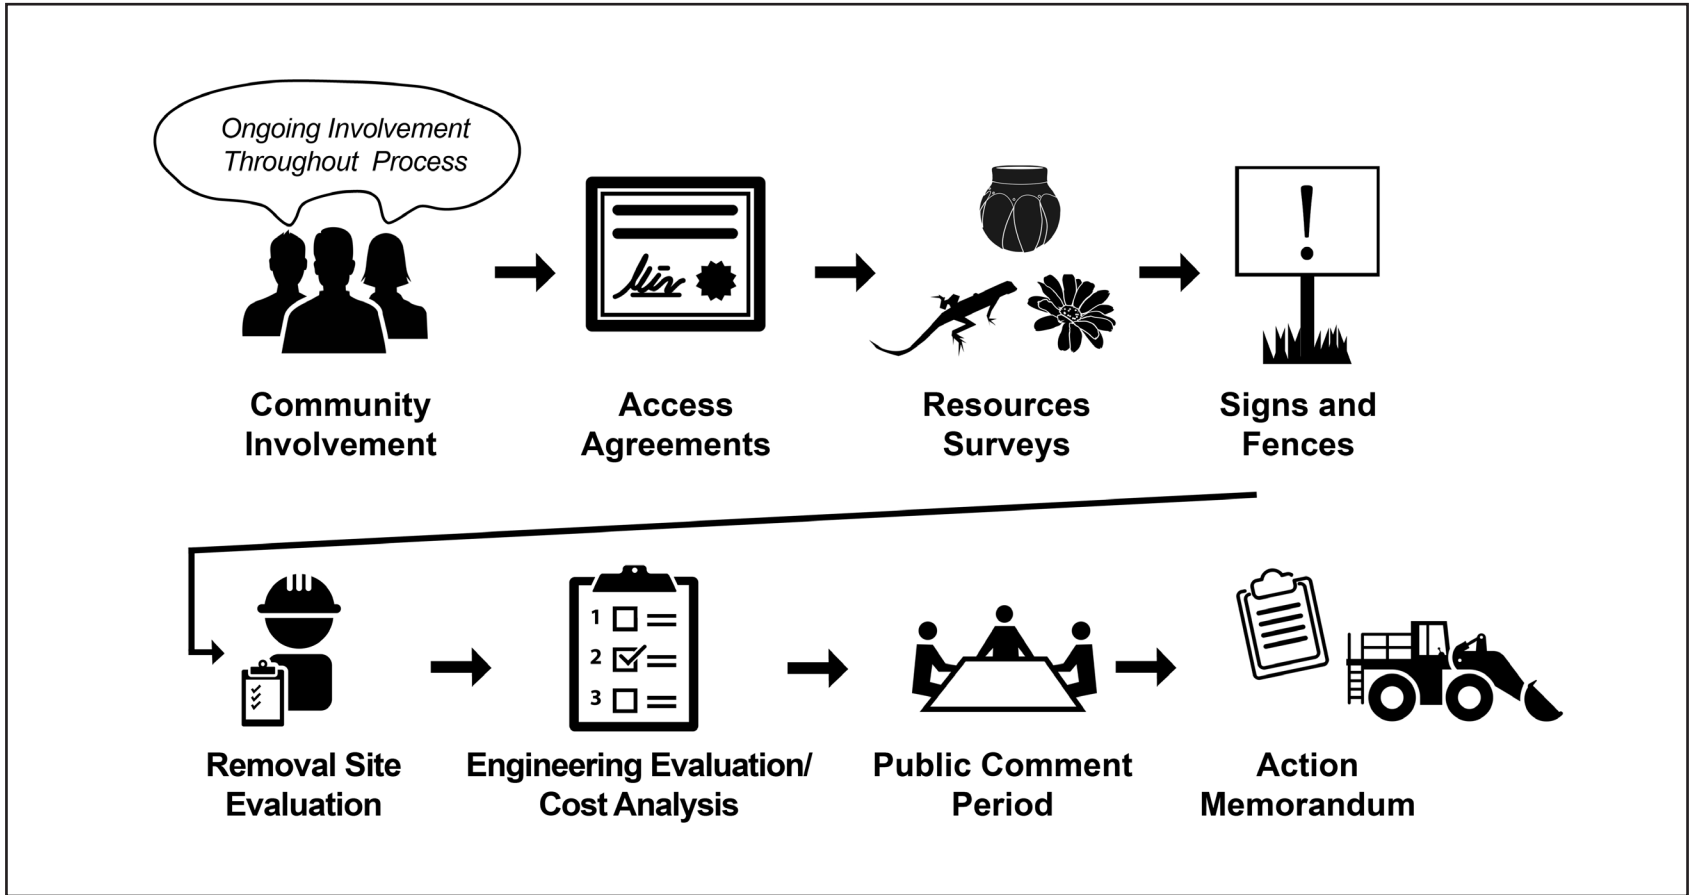 Ongoing Involvement
Throughout Process
Community
Involvement
Access
Agreements
Resources
Surveys
!
Signs and
Fences
Removal Site
Evaluation
1
2
3
Engineering Evaluation/
Cost Analysis
Public Comment
Period
Action
Memorandum